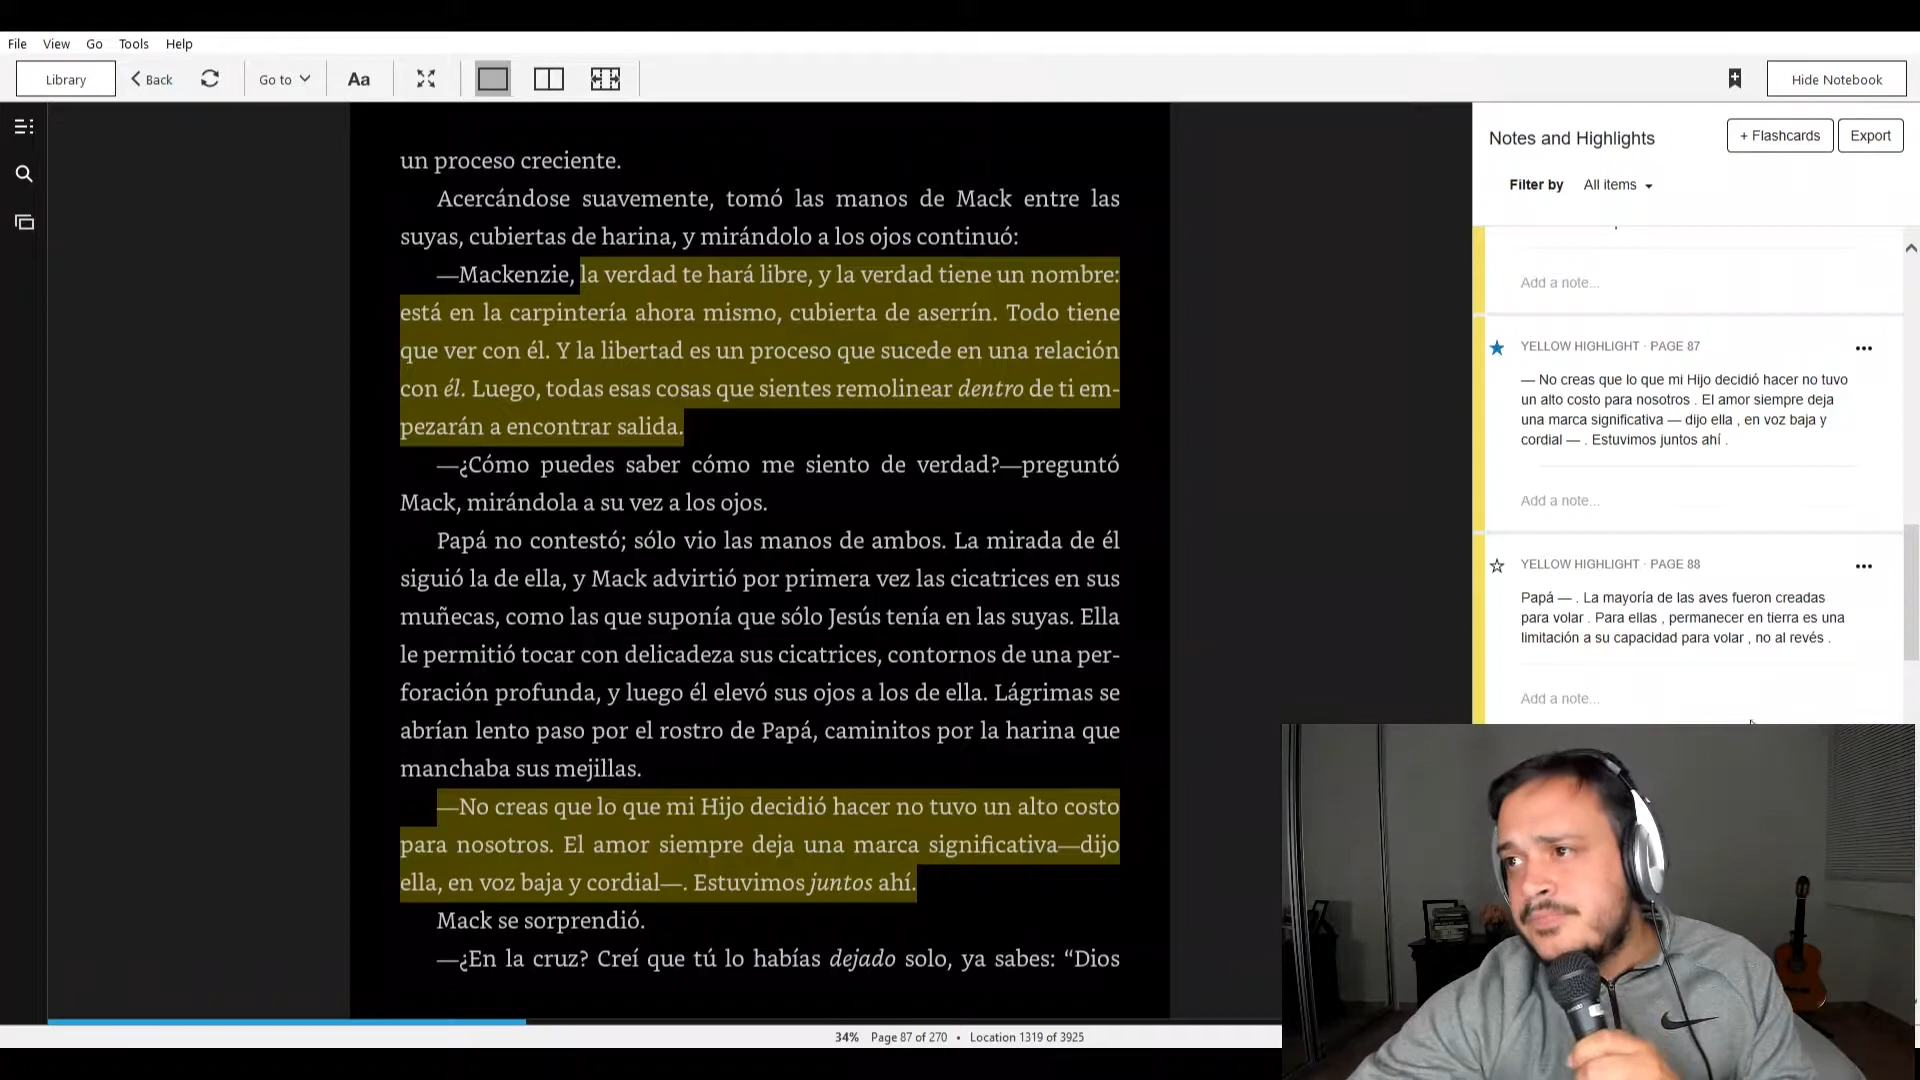 File View Go Tools Help
Library Back Go to Aa Hide Notebook
un proceso creciente.
Acercándose suavemente, tomó las manos de Mack entre las
suyas, cubiertas de harina, y mirándolo a los ojos continuó:
—Mackenzie, la verdad te hará libre, y la verdad tiene un nombre:
está en la carpintería ahora mismo, cubierta de aserrín. Todo tiene
que ver con él. Y la libertad es un proceso que sucede en una relación
con él. Luego, todas esas cosas que sientes remolinear dentro de ti em-
pezarán a encontrar salida.
—¿Cómo puedes saber cómo me siento de verdad?—preguntó
Mack, mirándola a su vez a los ojos.
Papá no contestó; sólo vio las manos de ambos. La mirada de él
siguió la de ella, y Mack advirtió por primera vez las cicatrices en sus
muñecas, como las que suponía que sólo Jesús tenía en las suyas. Ella
le permitió tocar con delicadeza sus cicatrices, contornos de una per-
foración profunda, y luego él elevó sus ojos a los de ella. Lágrimas se
abrían lento paso por el rostro de Papá, caminitos por la harina que
manchaba sus mejillas.
—No creas que lo que mi Hijo decidió hacer no tuvo un alto costo
para nosotros. El amor siempre deja una marca significativa—dijo
ella, en voz baja y cordial—. Estuvimos juntos ahí.
Mack se sorprendió.
—¿En la cruz? Creí que tú lo habías dejado solo, ya sabes: “Dios
34% Page 87 of 270 • Location 1319 of 3925
Notes and Highlights
+ Flashcards
Export
Filter by All items
Add a note...
YELLOW HIGHLIGHT · PAGE 87
— No creas que lo que mi Hijo decidió hacer no tuvo
un alto costo para nosotros . El amor siempre deja
una marca significativa — dijo ella , en voz baja y
cordial — . Estuvimos juntos ahí .
Add a note...
YELLOW HIGHLIGHT · PAGE 88
Papá — . La mayoría de las aves fueron creadas
para volar . Para ellas , permanecer en tierra es una
limitación a su capacidad para volar , no al revés .
Add a note...